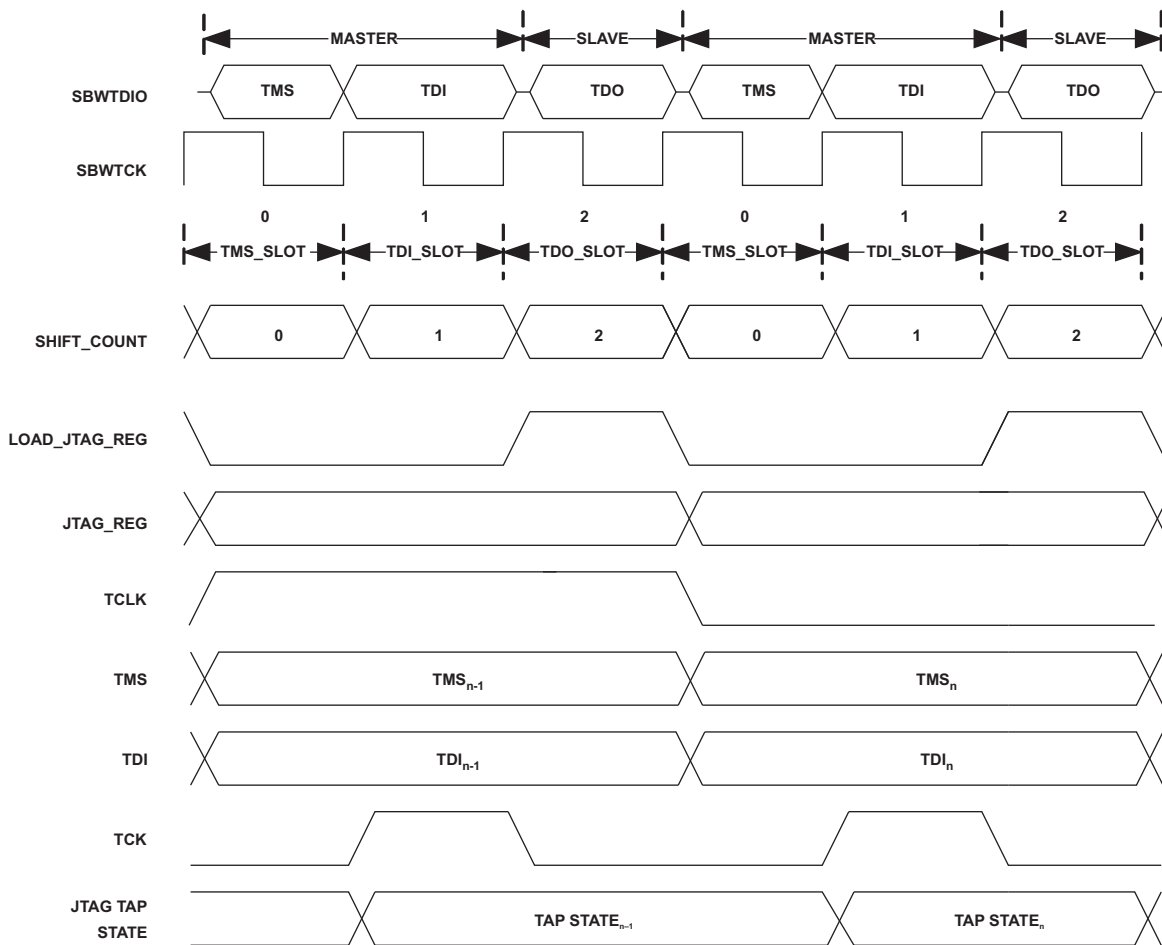 MASTER SLAVE MASTER SLAVE
SBWTDIO TMS TDI TDO TMS TDI TDO
SBWTCK
0 1 2 0 1 2
TMS_SLOT TDI_SLOT TDO_SLOT TMS_SLOT TDI_SLOT TDO_SLOT
SHIFT_COUNT 0 1 2 0 1 2
LOAD_JTAG_REG
JTAG_REG
TCLK
TMS TMSn-1 TMSn
TDI TDIn-1 TDIn
TCK
JTAG TAP
STATE TAP STATEn–1 TAP STATEn